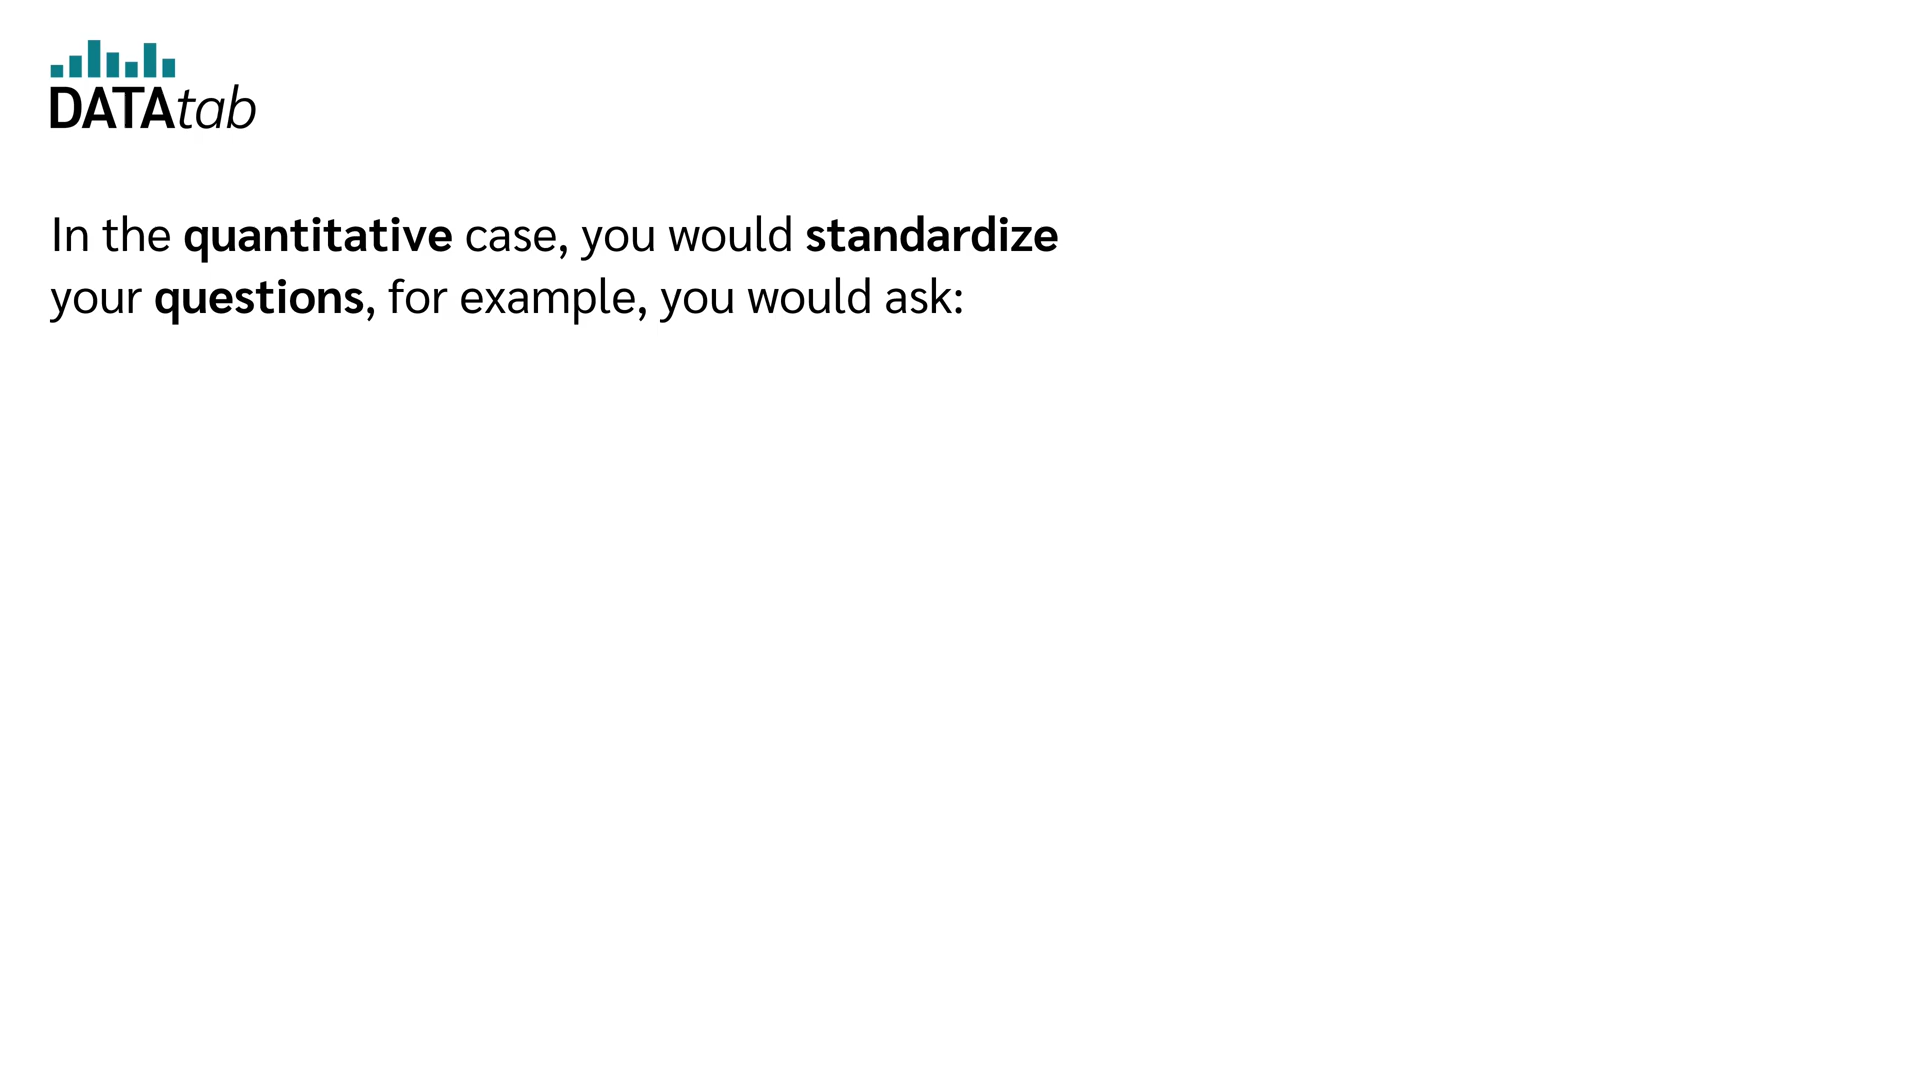 DATAtab
In the quantitative case, you would standardize
your questions, for example, you would ask: